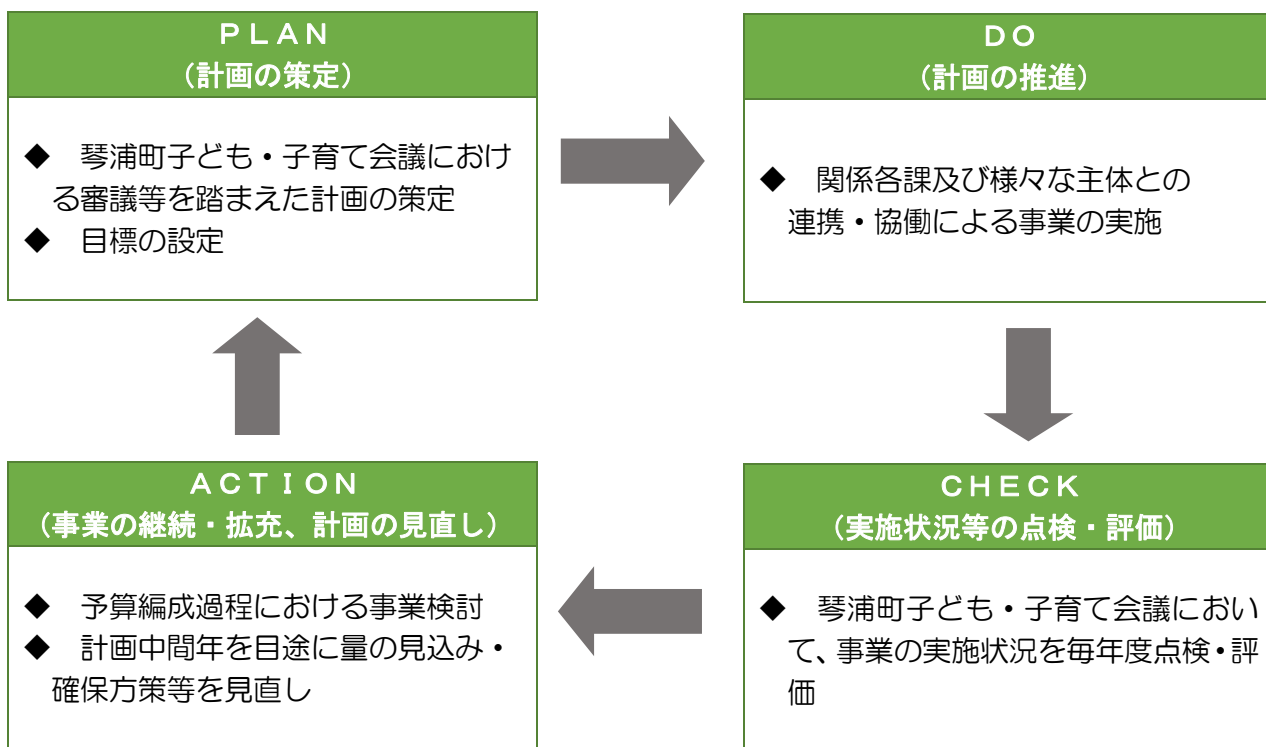 ＰＬＡＮ
（計画の策定）
◆　琴浦町子ども・子育て会議におけ
る審議等を踏まえた計画の策定
◆　目標の設定
ＤＯ
（計画の推進）
◆　関係各課及び様々な主体との
連携・協働による事業の実施
ＡＣＴＩＯＮ
（事業の継続・拡充、計画の見直し）
◆　予算編成過程における事業検討
◆　計画中間年を目途に量の見込み・
確保方策等を見直し
ＣＨＥＣＫ
（実施状況等の点検・評価）
◆　琴浦町子ども・子育て会議におい
て、事業の実施状況を毎年度点検・評
価